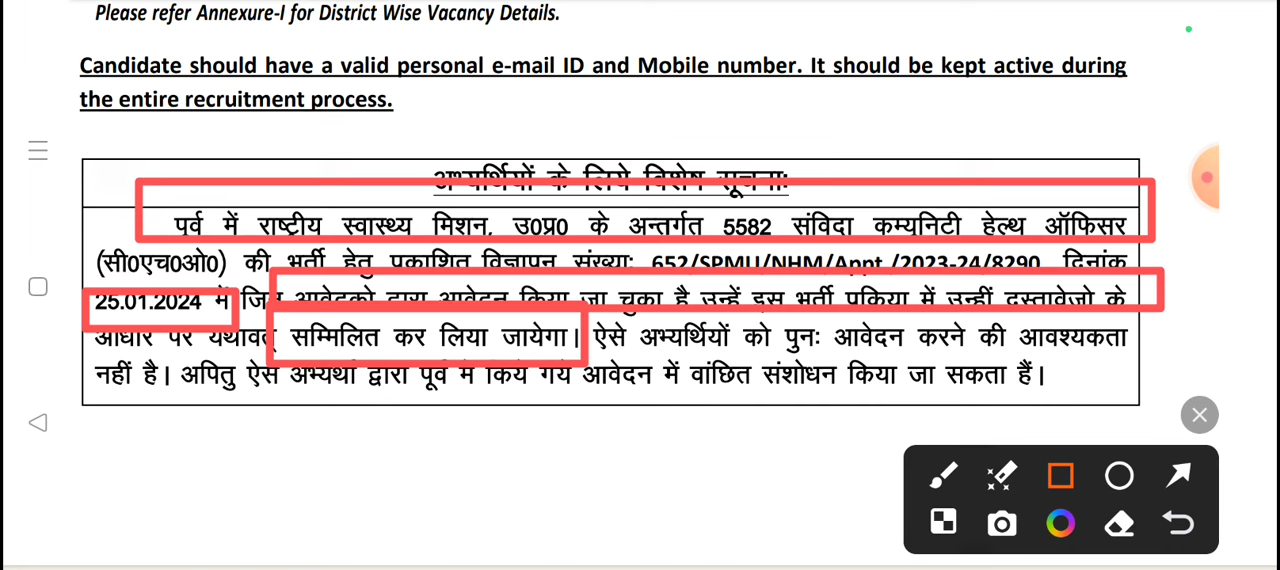 Please refer Annexure-I for District Wise Vacancy Details.
Candidate should have a valid personal e-mail ID and Mobile number. It should be kept active during
the entire recruitment process.
अभ्यर्थियों के लिये विशेष सूचनाः
पूर्व में राष्ट्रीय स्वास्थ्य मिशन, उ0प्र0 के अन्तर्गत 5582 संविदा कम्युनिटी हेल्थ ऑफिसर
(सी0एच0ओ0) की भर्ती हेतु प्रकाशित विज्ञापन संख्याः 652/SPMU/NHM/Appt./2023-24/8290 दिनांक
25.01.2024 में जिन आवेदको द्वारा आवेदन किया जा चुका है उन्हें इस भर्ती प्रकिया में उन्हीं दस्तावेजो के
आधार पर यथावत् सम्मिलित कर लिया जायेगा। ऐसे अभ्यर्थियों को पुनः आवेदन करने की आवश्यकता
नहीं है। अपितु ऐसे अभ्यर्थी द्वारा पूर्व में किये गये आवेदन में वांछित संशोधन किया जा सकता हैं।